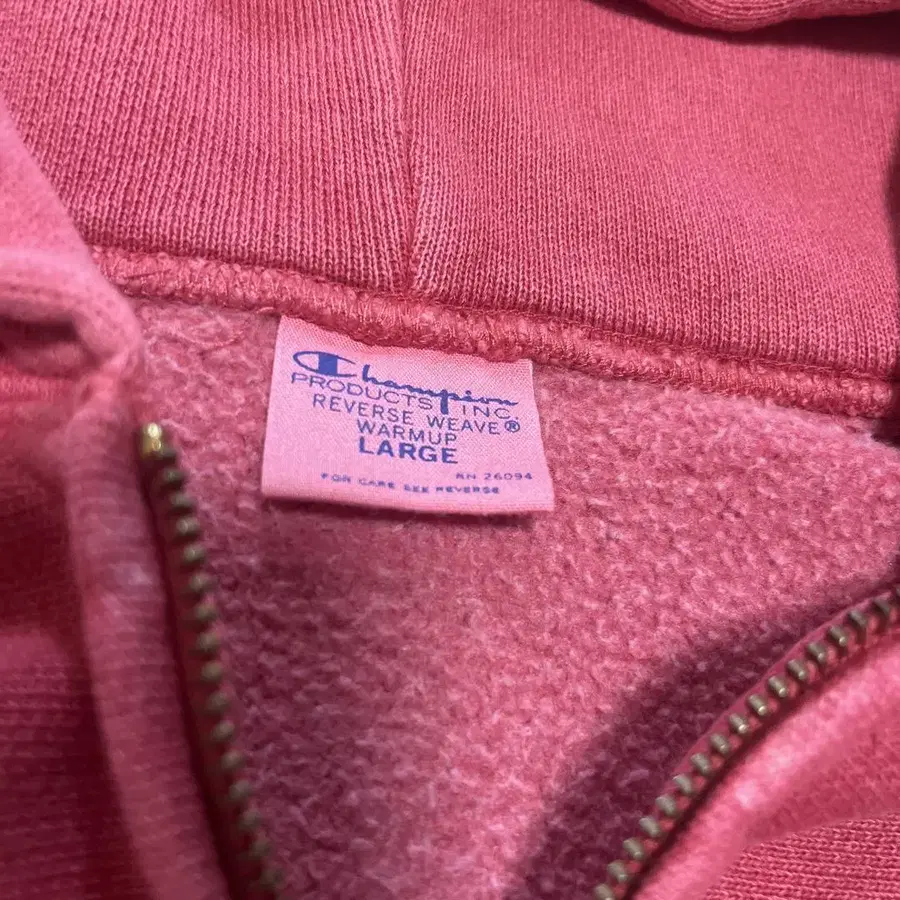 Champion
PRODUCTS INC.
REVERSE WEAVE®
WARMUP
LARGE
RN 26094
FOR CARE SEE REVERSE